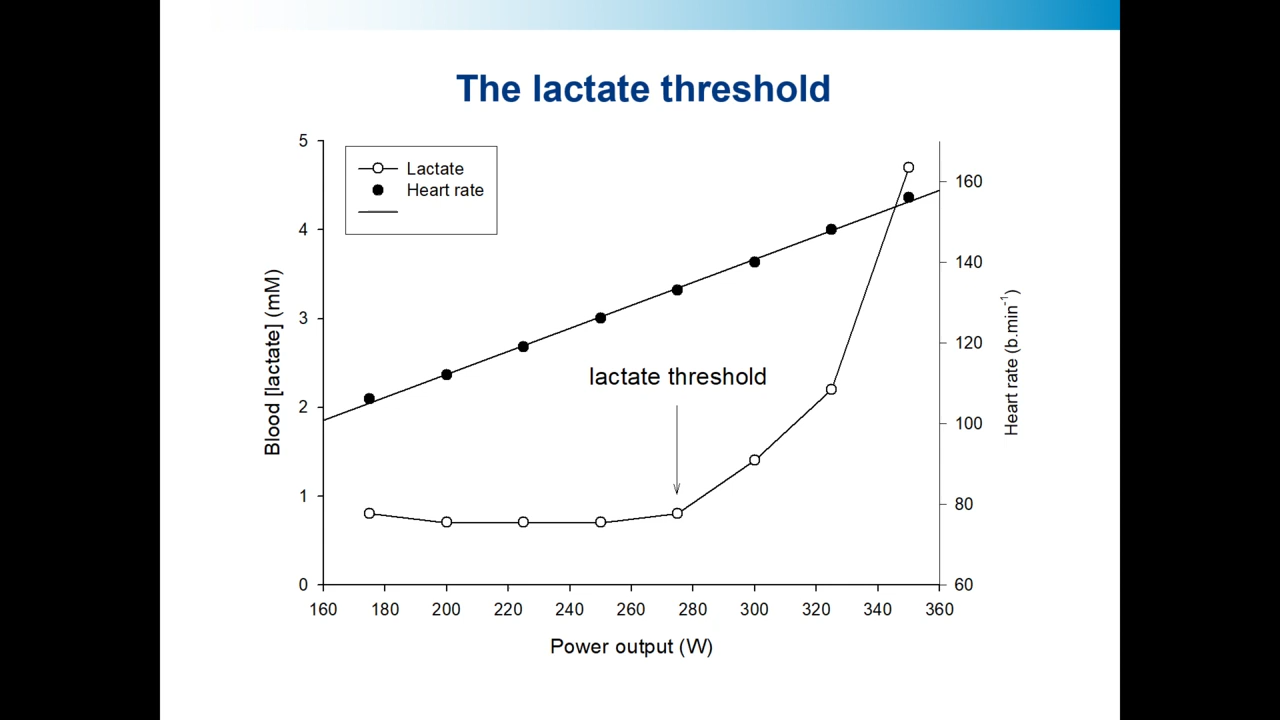 The lactate threshold
5
4
3
2
1
0
Blood [lactate] (mM)
Lactate
Heart rate
lactate threshold
160
140
120
100
80
60
Heart rate (b.min-1)
160 180 200 220 240 260 280 300 320 340 360
Power output (W)